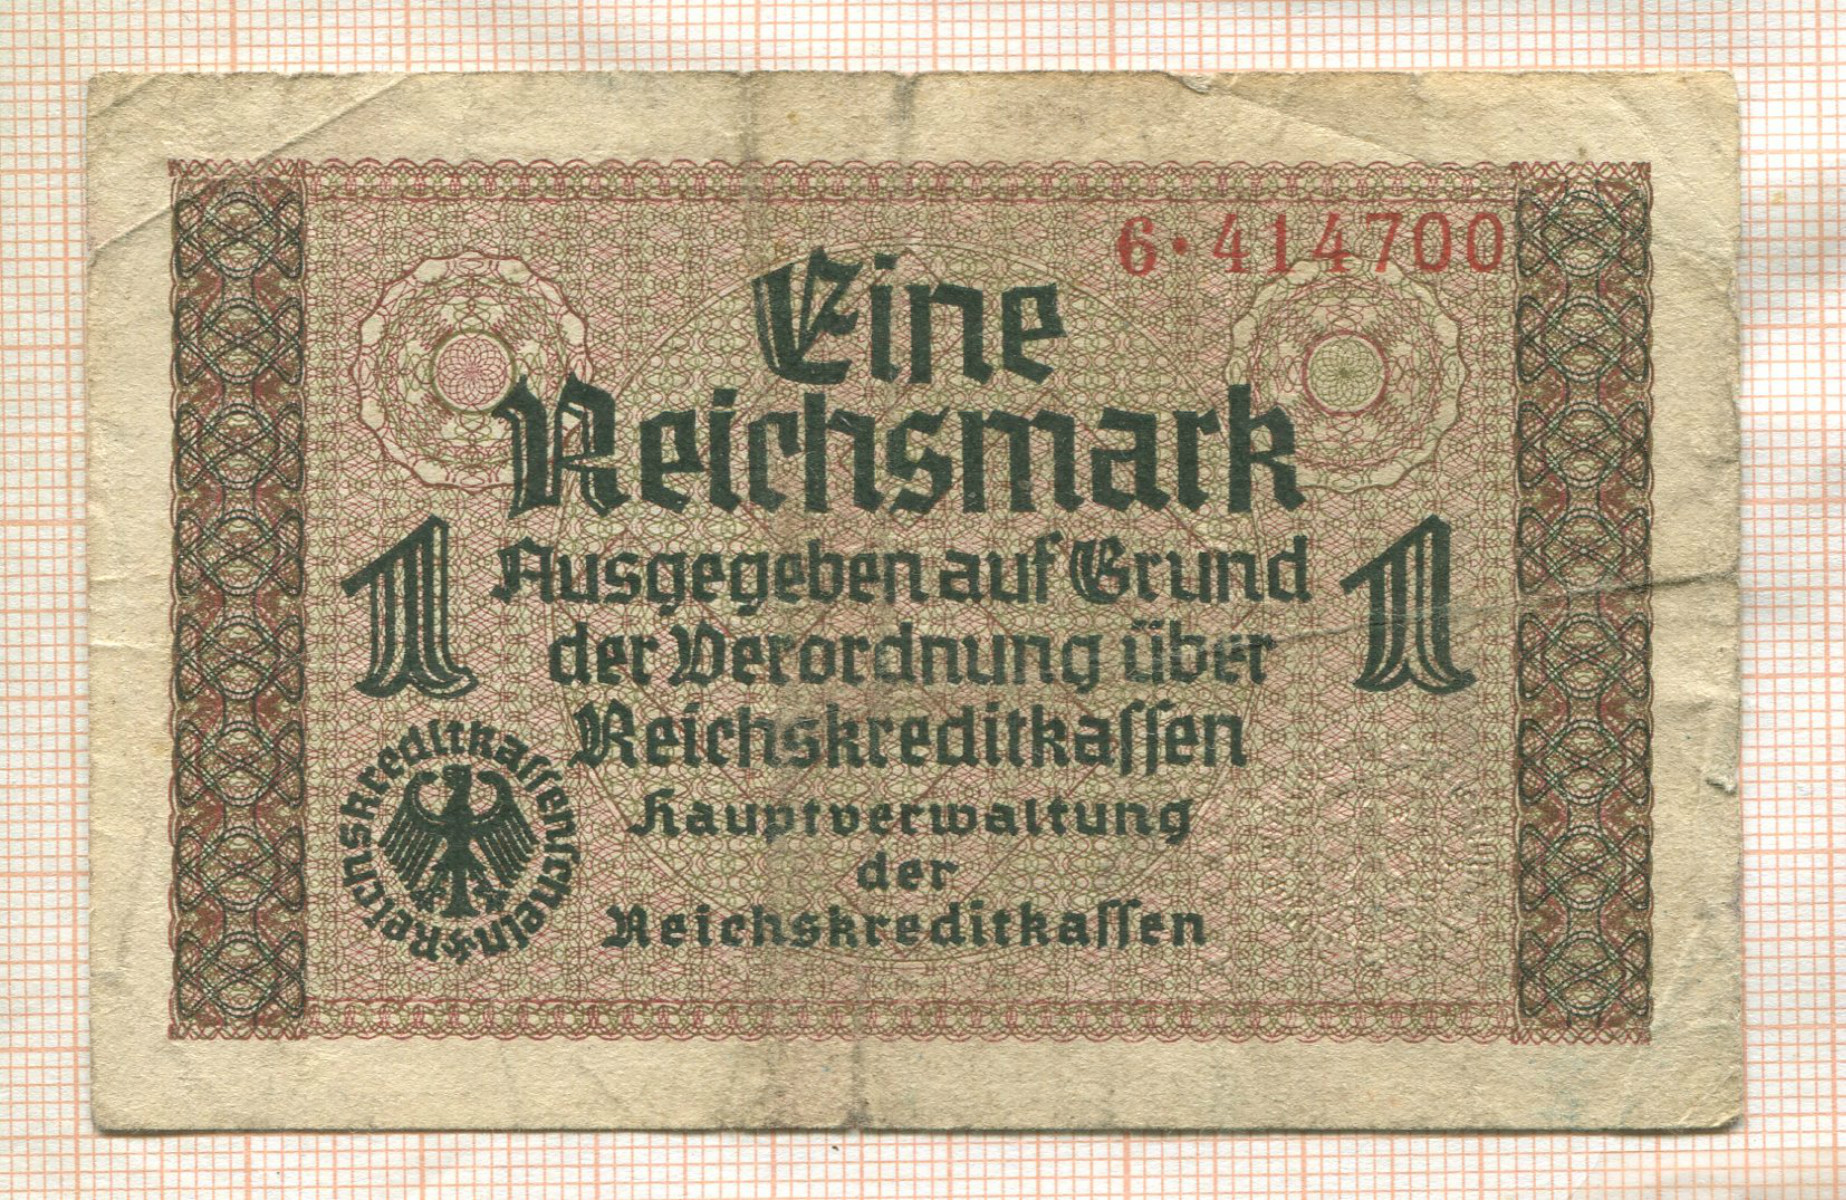 6·414700
Eine
Reichsmark
1 Ausgegeben auf Grund 1
der Verordnung über
Reichskreditkaſſen
Hauptverwaltung
der
Reichskreditkaſſen
Reichskreditkaſſenſchein